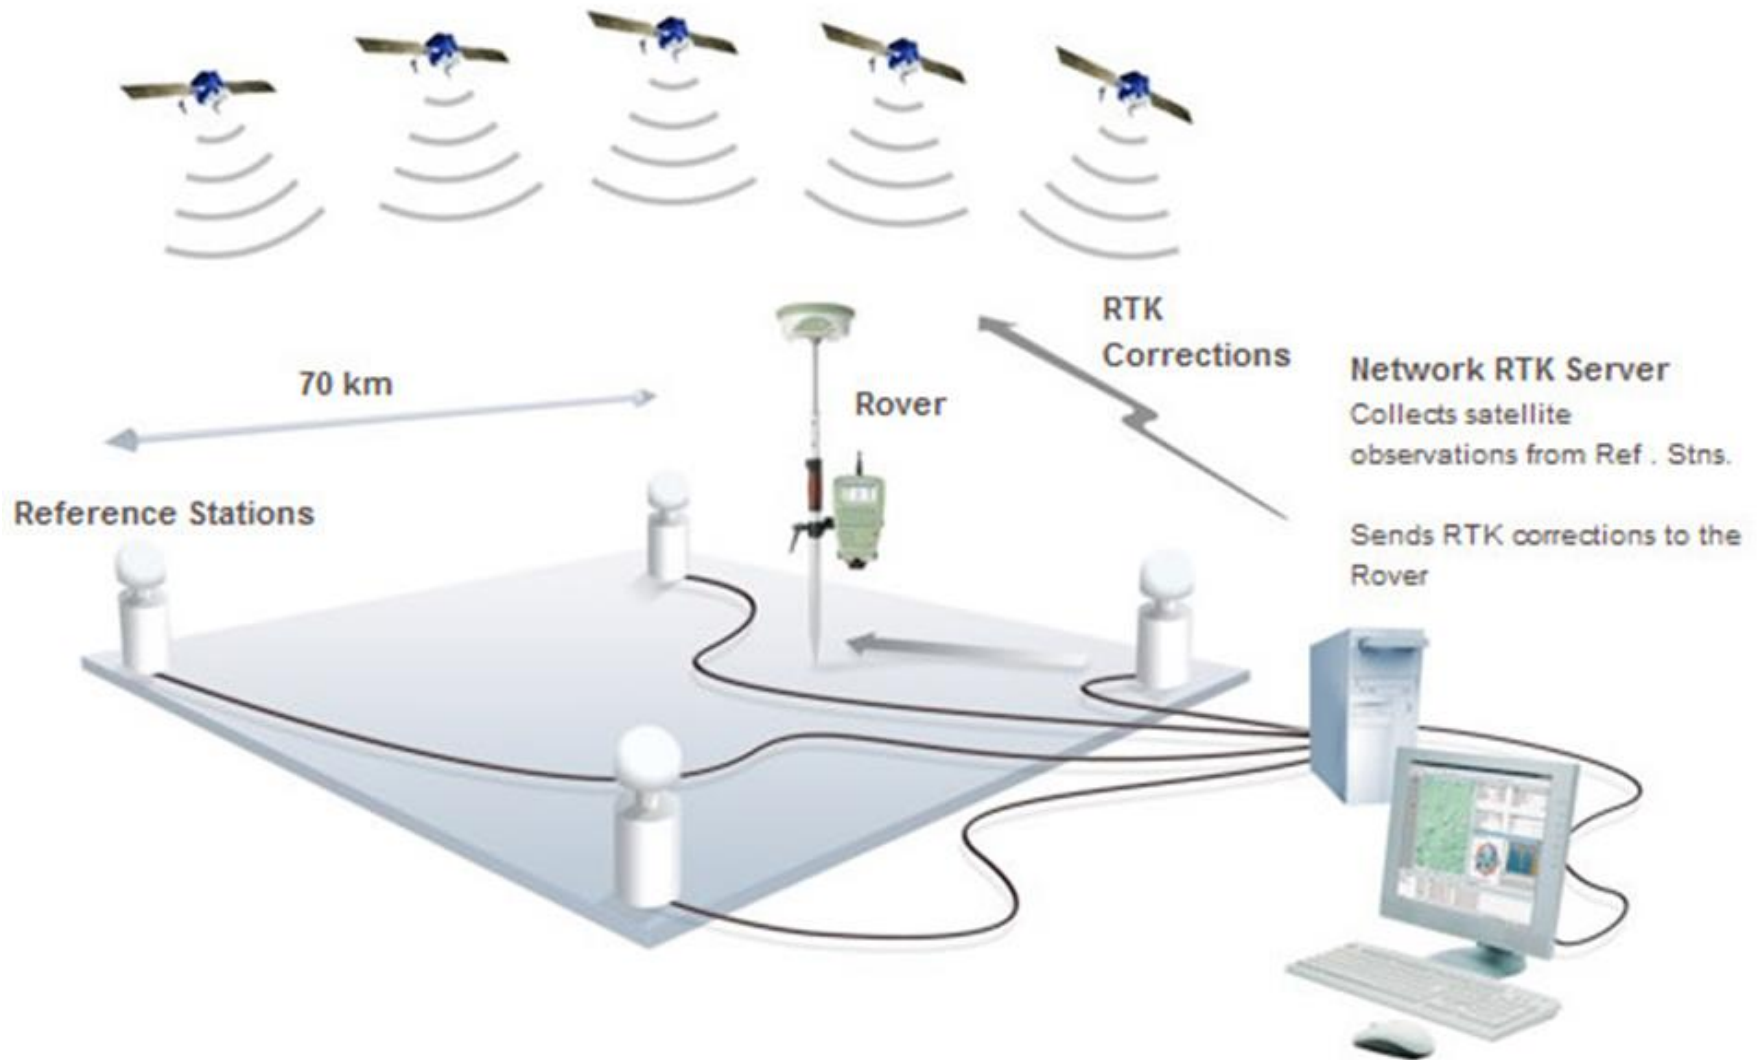 RTK
Corrections
70 km
Rover
Network RTK Server
Collects satellite
observations from Ref . Stns.
Reference Stations
Sends RTK corrections to the
Rover